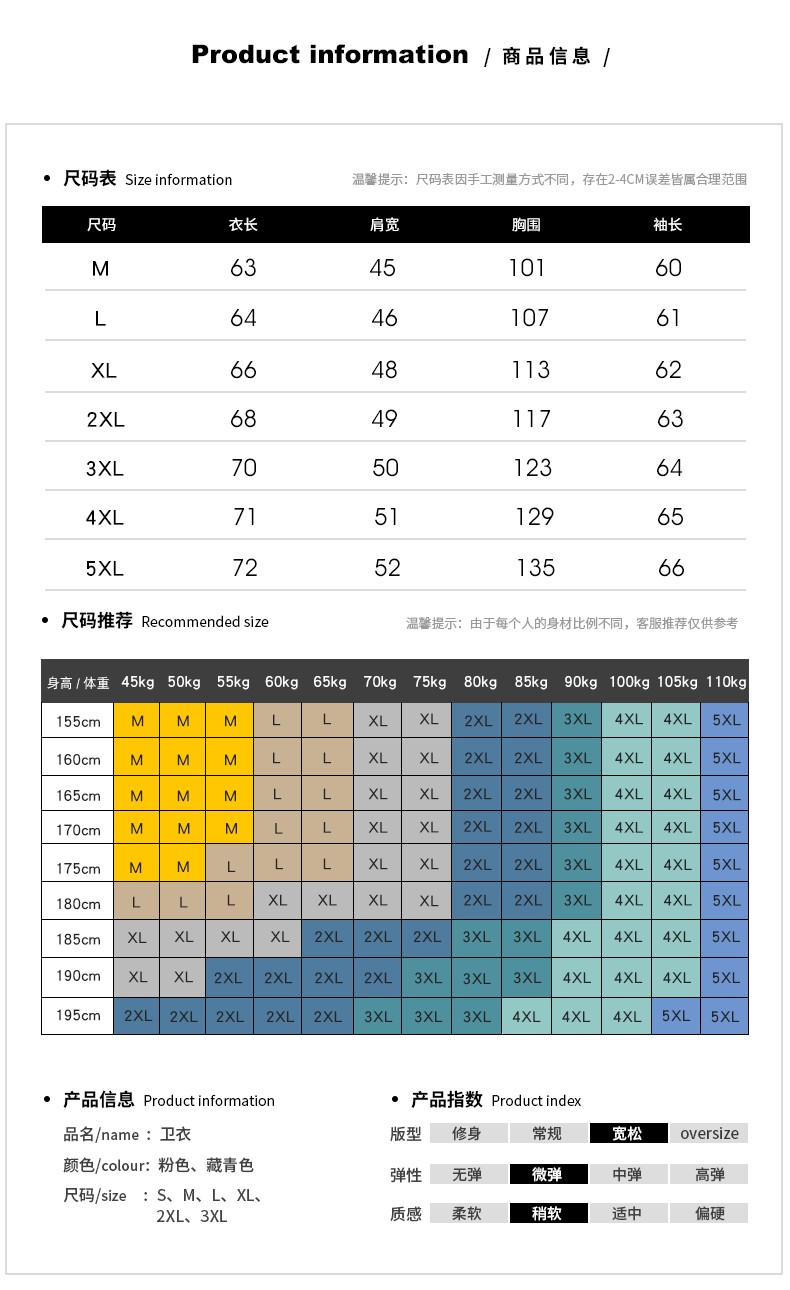 Product information / 商品信息 /
• 尺码表 Size information 温馨提示：尺码表因手工测量方式不同，存在2-4CM误差皆属合理范围
尺码 衣长 肩宽 胸围 袖长
M 63 45 101 60
L 64 46 107 61
XL 66 48 113 62
2XL 68 49 117 63
3XL 70 50 123 64
4XL 71 51 129 65
5XL 72 52 135 66
• 尺码推荐 Recommended size 温馨提示：由于每个人的身材比例不同，客服推荐仅供参考
身高 / 体重 45kg 50kg 55kg 60kg 65kg 70kg 75kg 80kg 85kg 90kg 100kg 105kg 110kg
155cm M M M L L XL XL 2XL 2XL 3XL 4XL 4XL 5XL
160cm M M M L L XL XL 2XL 2XL 3XL 4XL 4XL 5XL
165cm M M M L L XL XL 2XL 2XL 3XL 4XL 4XL 5XL
170cm M M M L L XL XL 2XL 2XL 3XL 4XL 4XL 5XL
175cm M M L L L XL XL 2XL 2XL 3XL 4XL 4XL 5XL
180cm L L L XL XL XL XL 2XL 2XL 3XL 4XL 4XL 5XL
185cm XL XL XL XL 2XL 2XL 2XL 3XL 3XL 4XL 4XL 4XL 5XL
190cm XL XL 2XL 2XL 2XL 2XL 3XL 3XL 3XL 4XL 4XL 4XL 5XL
195cm 2XL 2XL 2XL 2XL 2XL 3XL 3XL 3XL 4XL 4XL 4XL 5XL 5XL
• 产品信息 Product information
品名/name ： 卫衣
颜色/colour： 粉色、藏青色
尺码/size ： S、M、L、XL、
2XL、3XL
• 产品指数 Product index
版型 修身 常规 宽松 oversize
弹性 无弹 微弹 中弹 高弹
质感 柔软 稍软 适中 偏硬